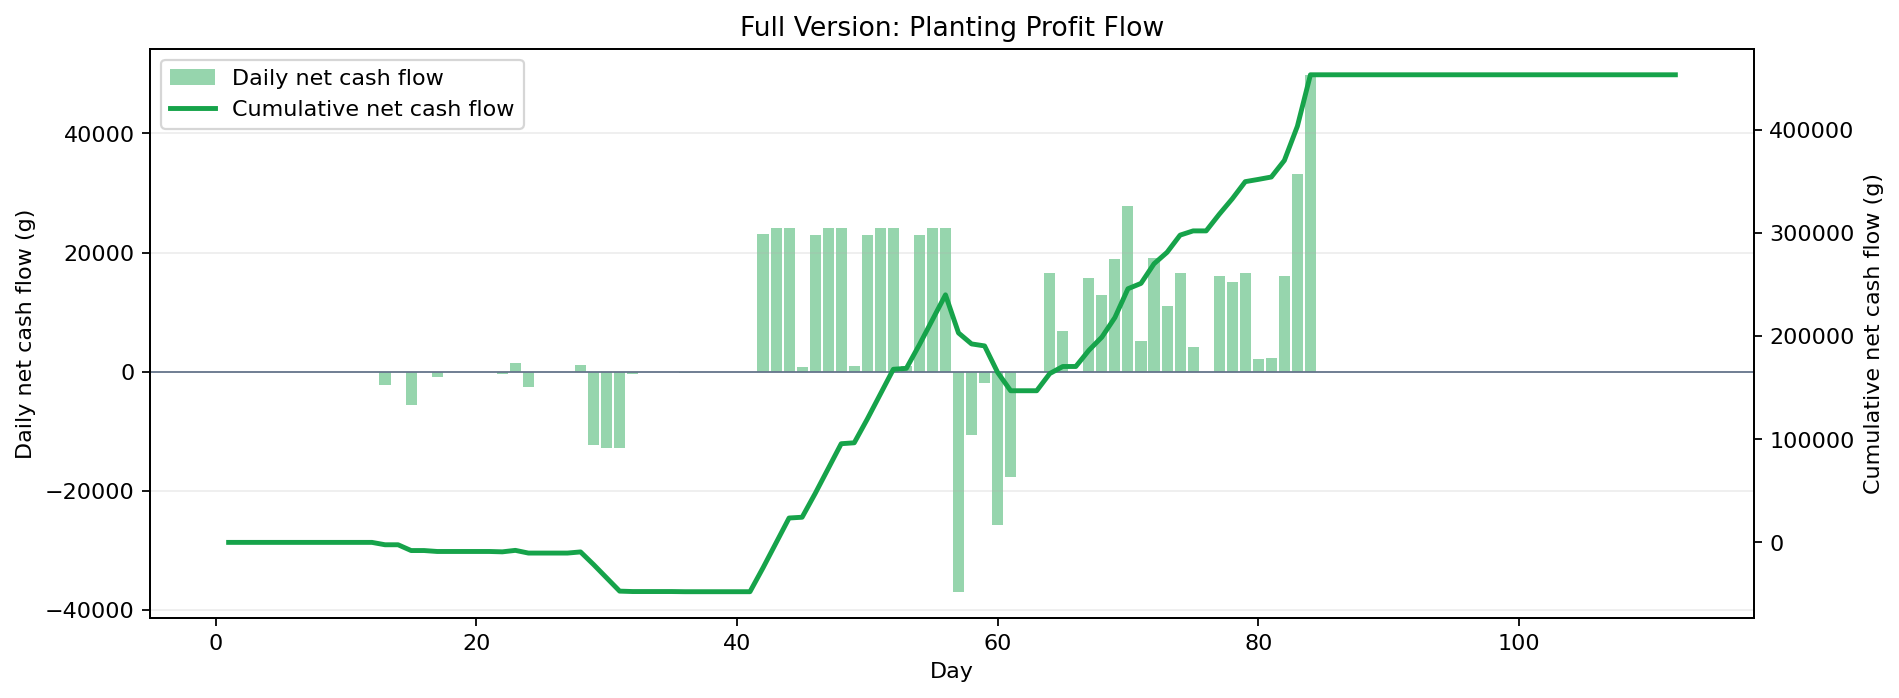 Full Version: Planting Profit Flow
Daily net cash flow
Cumulative net cash flow
Daily net cash flow (g)
40000
20000
0
−20000
−40000
400000
300000
200000
100000
0
Cumulative net cash flow (g)
0 20 40 60 80 100
Day